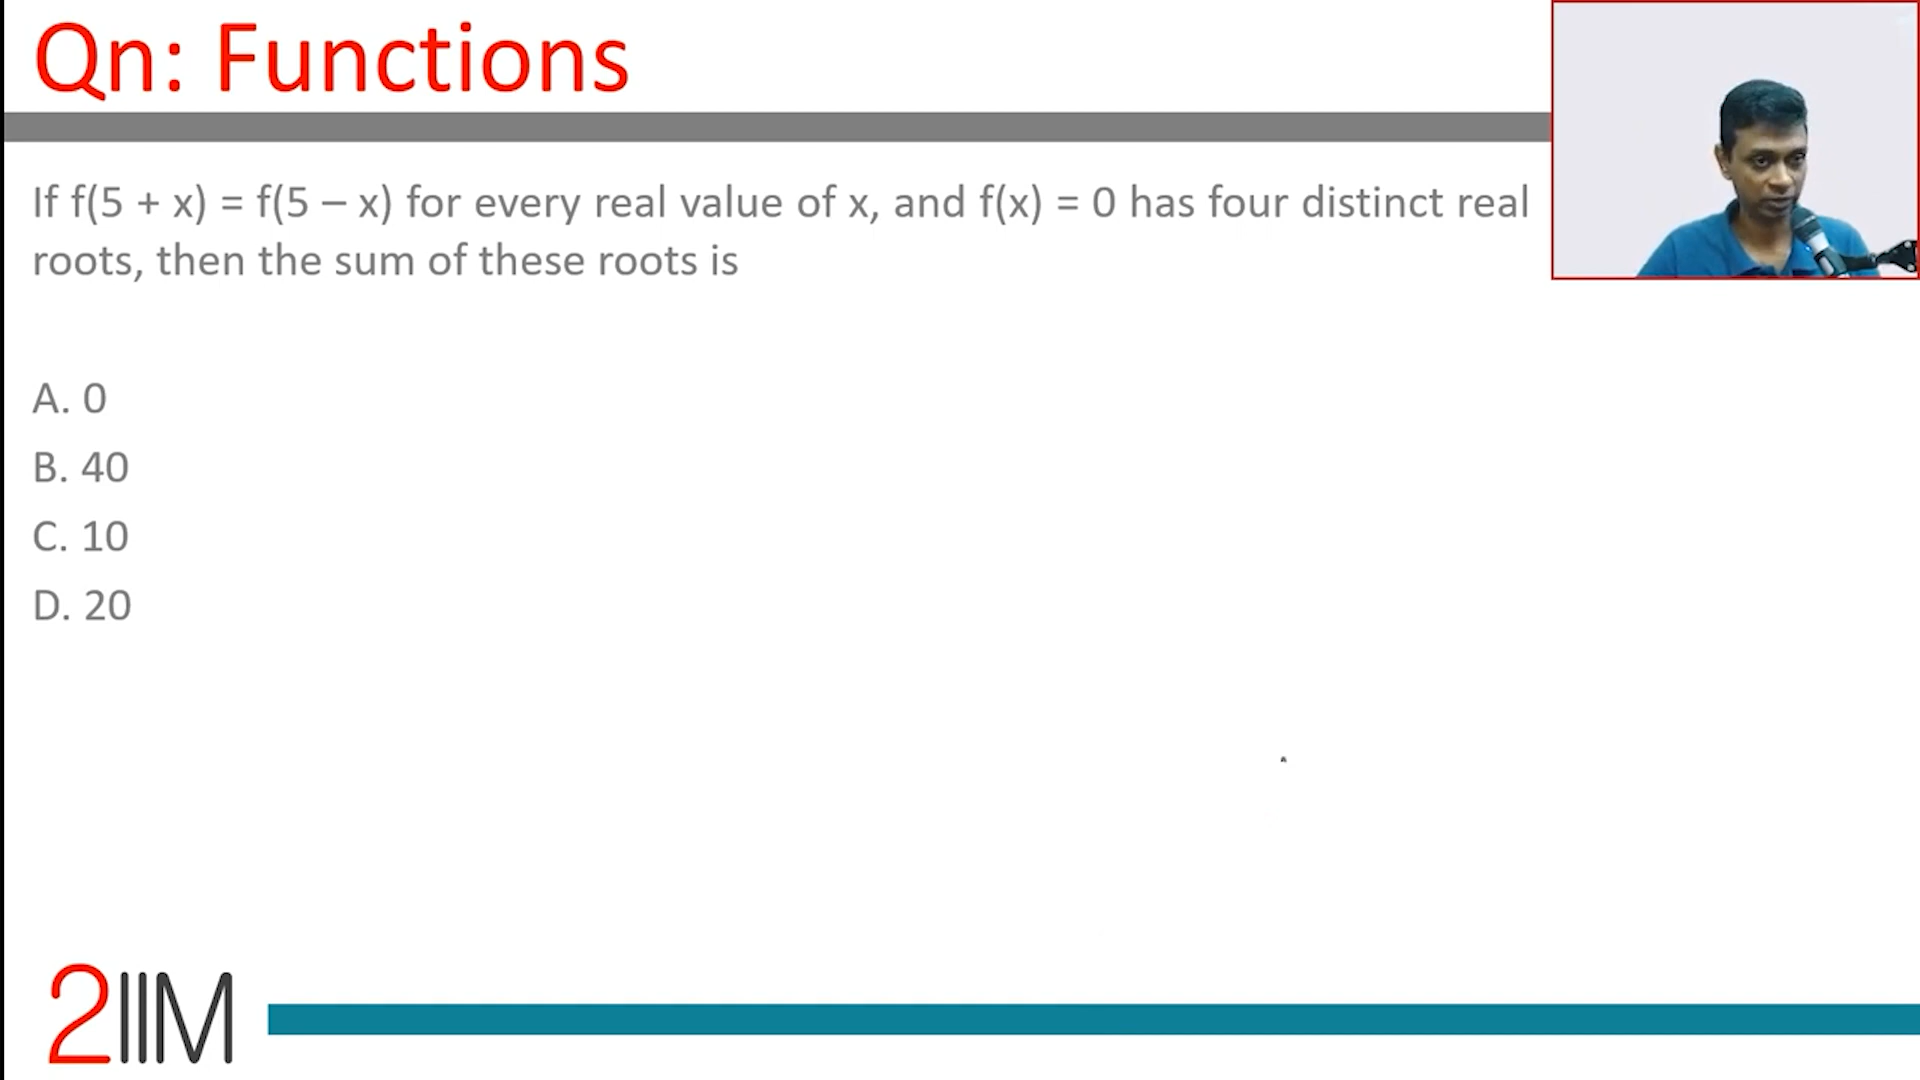 Qn: Functions
If f(5 + x) = f(5 – x) for every real value of x, and f(x) = 0 has four distinct real
roots, then the sum of these roots is
A. 0
B. 40
C. 10
D. 20
2IIM